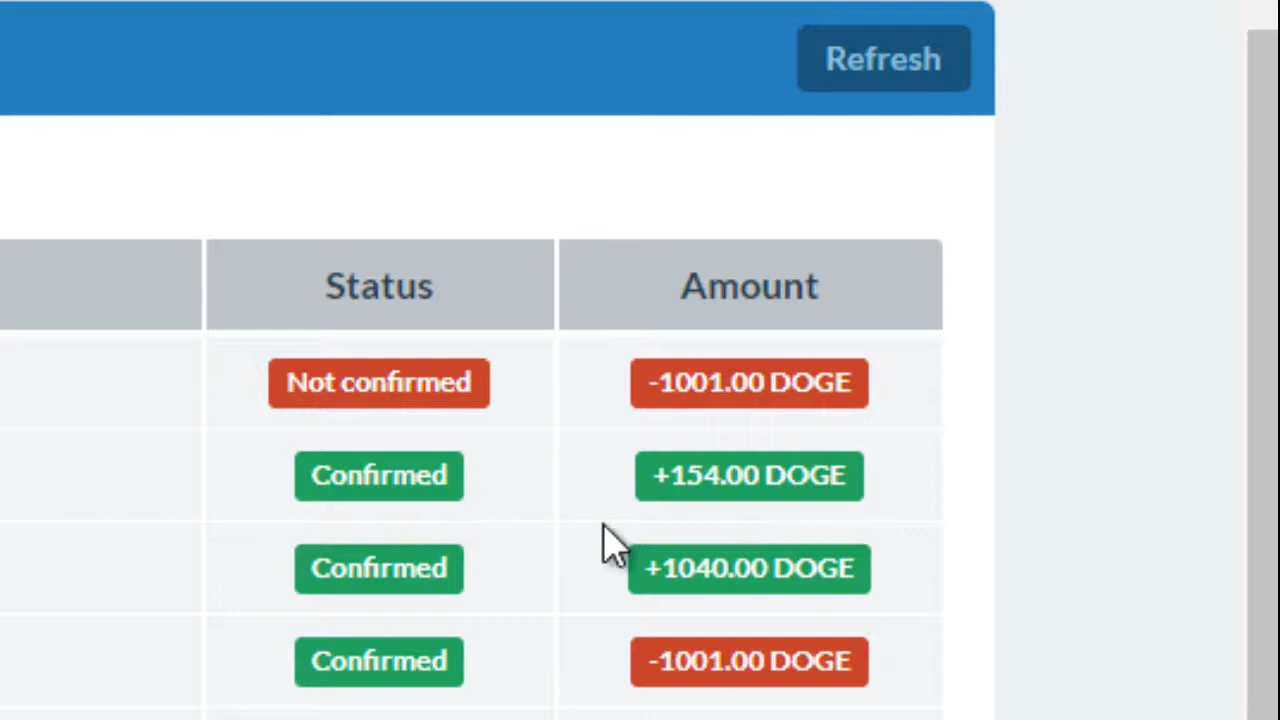 Refresh
Status Amount
Not confirmed -1001.00 DOGE
Confirmed +154.00 DOGE
Confirmed +1040.00 DOGE
Confirmed -1001.00 DOGE